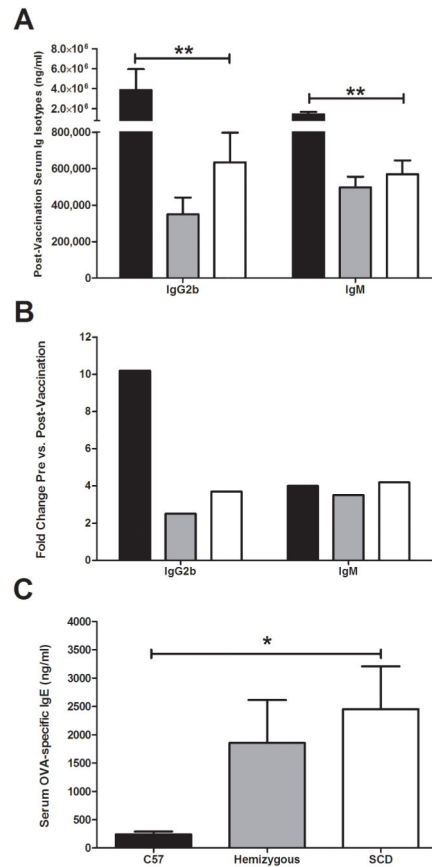 A
Post-Vaccination Serum Ig Isotypes (ng/ml)
8.0×10⁶
6.0×10⁶
4.0×10⁶
2.0×10⁶
800,000
600,000
400,000
200,000
0
**
**
IgG2b
IgM
B
Fold Change Pre vs. Post-Vaccination
12
10
8
6
4
2
0
IgG2b
IgM
C
Serum OVA-specific IgE (ng/ml)
4000
3500
3000
2500
2000
1500
1000
500
0
*
C57
Hemizygous
SCD